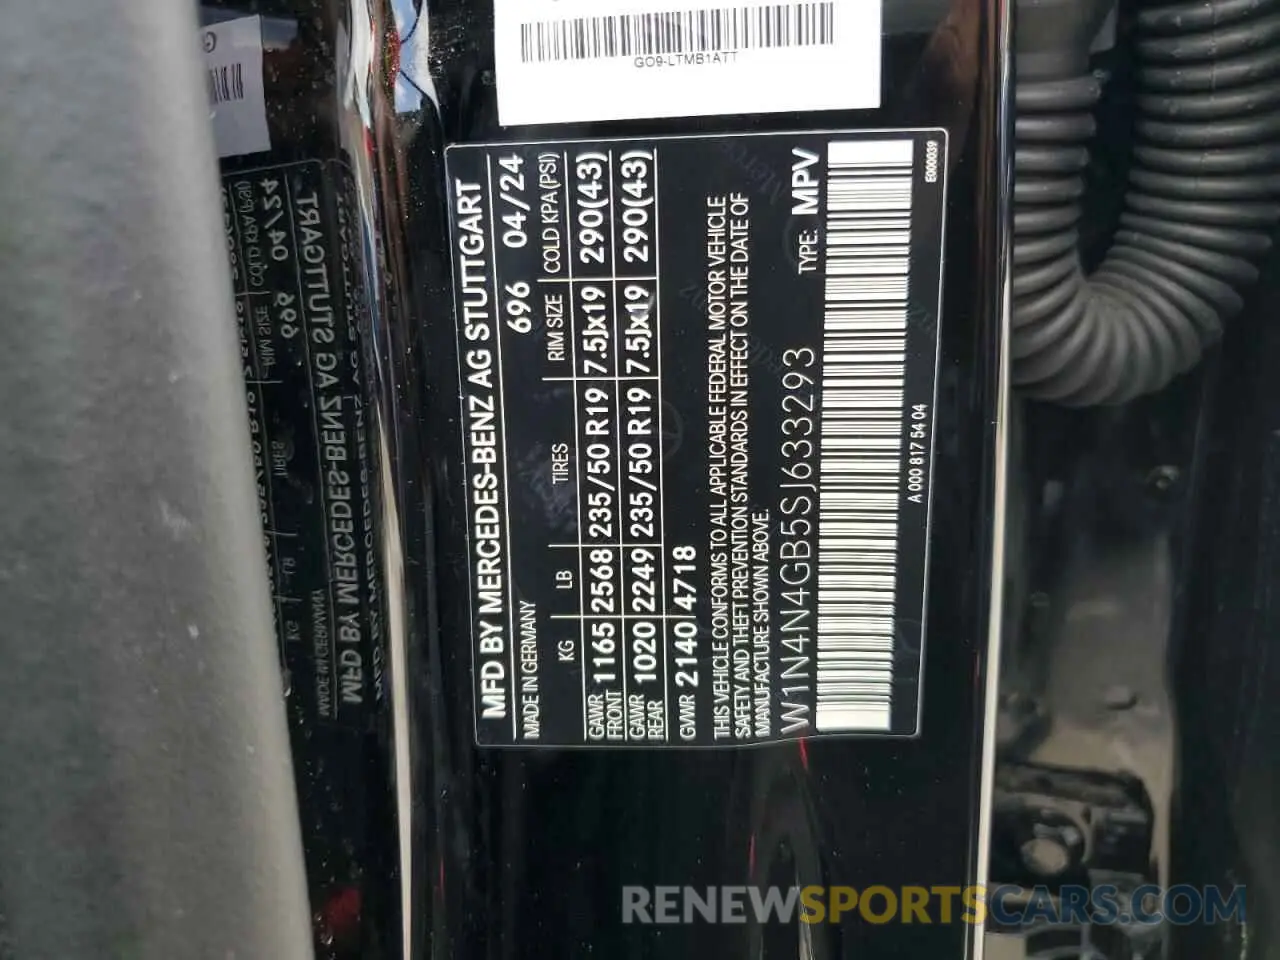 GO9-LTMB1ATT
MFD BY MERCEDES-BENZ AG STUTTGART
MADE IN GERMANY 696 04/24
KG LB TIRES RIM SIZE COLD KPA (PSI)
GAWR FRONT 1165 2568 235/50 R19 7.5Jx19 290(43)
GAWR REAR 1020 2249 235/50 R19 7.5Jx19 290(43)
GVWR 2140/4718
THIS VEHICLE CONFORMS TO ALL APPLICABLE FEDERAL MOTOR VEHICLE
SAFETY AND THEFT PREVENTION STANDARDS IN EFFECT ON THE DATE OF
MANUFACTURE SHOWN ABOVE.
W1N4N4GB5SJ633293 TYPE: MPV
A 000 817 54 04 E000039
RENEWSPORTSCARS.COM